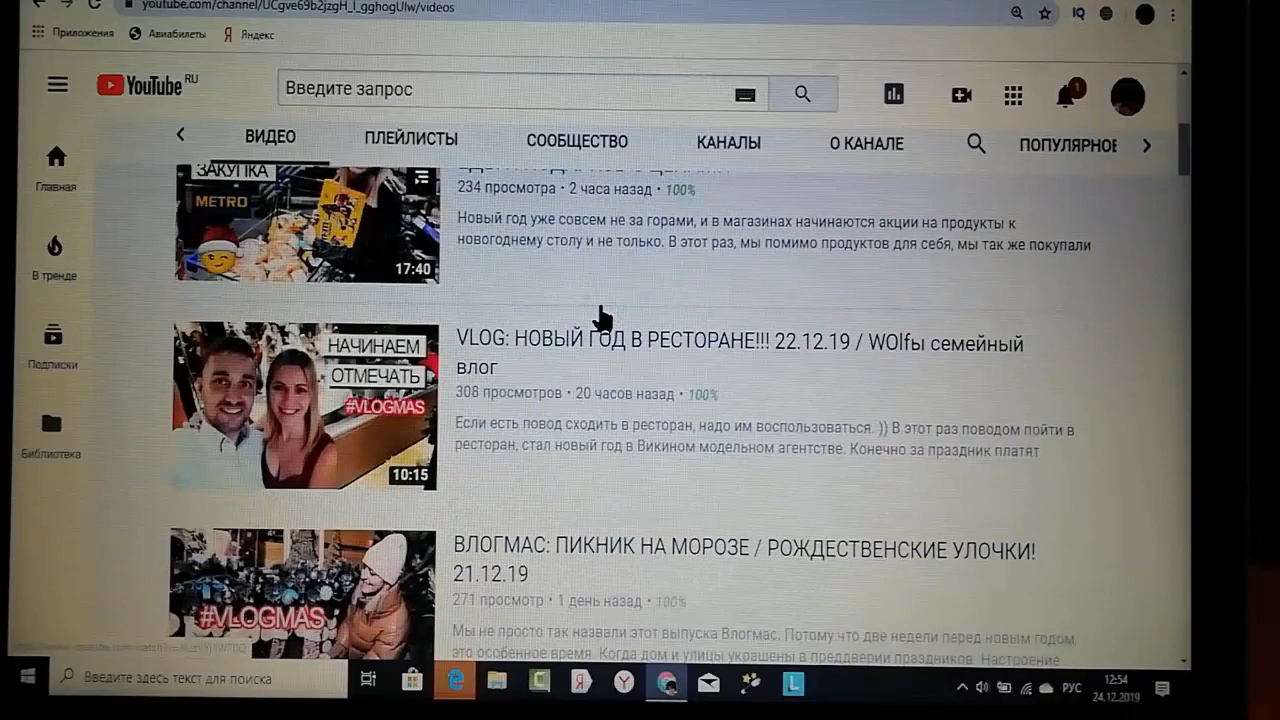 youtube.com/channel/UCgve69b2jzgH_l_gghogUlw/videos
IQ
Приложения
Авиабилеты
Яндекс
YouTube RU
Введите запрос
1
ВИДЕО
ПЛЕЙЛИСТЫ
СООБЩЕСТВО
КАНАЛЫ
О КАНАЛЕ
ПОПУЛЯРНОЕ
Главная
В тренде
Подписки
Библиотека
ЗАКУПКА
METRO
17:40
234 просмотра • 2 часа назад • 100%
Новый год уже совсем не за горами, и в магазинах начинаются акции на продукты к
новогоднему столу и не только. В этот раз, мы помимо продуктов для себя, мы так же покупали
НАЧИНАЕМ
ОТМЕЧАТЬ
#VLOGMAS
10:15
VLOG: НОВЫЙ ГОД В РЕСТОРАНЕ!!! 22.12.19 / WOlfы семейный
влог
308 просмотров • 20 часов назад • 100%
Если есть повод сходить в ресторан, надо им воспользоваться. )) В этот раз поводом пойти в
ресторан, стал новый год в Викином модельном агентстве. Конечно за праздник платят
#VLOGMAS
ВЛОГМАС: ПИКНИК НА МОРОЗЕ / РОЖДЕСТВЕНСКИЕ УЛОЧКИ!
21.12.19
271 просмотр • 1 день назад • 100%
Мы не просто так назвали этот выпуска Влогмас. Потому что две недели перед новым годом
это особенное время. Когда дом и улицы украшены в преддверии праздников. Настроение
Введите здесь текст для поиска
РУС
12:54
24.12.2019